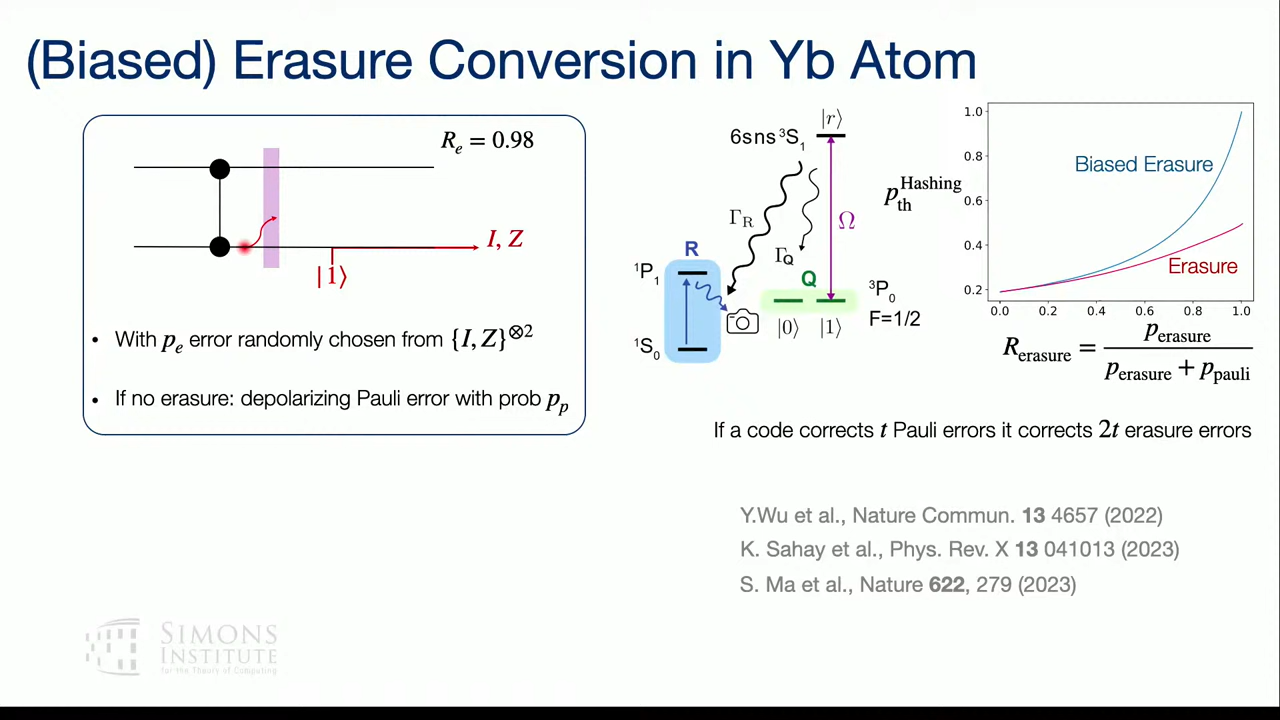 (Biased) Erasure Conversion in Yb Atom
Rₑ = 0.98
I, Z
|1⟩
• With pₑ error randomly chosen from {I, Z}^⊗2
• If no erasure: depolarizing Pauli error with prob pₚ
|r⟩
6sns ³S₁
Γ_R
Ω
Γ_Q
R
¹P₁
Q
³P₀
F=1/2
|0⟩ |1⟩
¹S₀
p_th^Hashing
1.0
0.8
0.6
0.4
0.2
Biased Erasure
Erasure
0.0 0.2 0.4 0.6 0.8 1.0
R_erasure = p_erasure / (p_erasure + p_pauli)
If a code corrects t Pauli errors it corrects 2t erasure errors
Y.Wu et al., Nature Commun. 13 4657 (2022)
K. Sahay et al., Phys. Rev. X 13 041013 (2023)
S. Ma et al., Nature 622, 279 (2023)
SIMONS
INSTITUTE
for the Theory of Computing